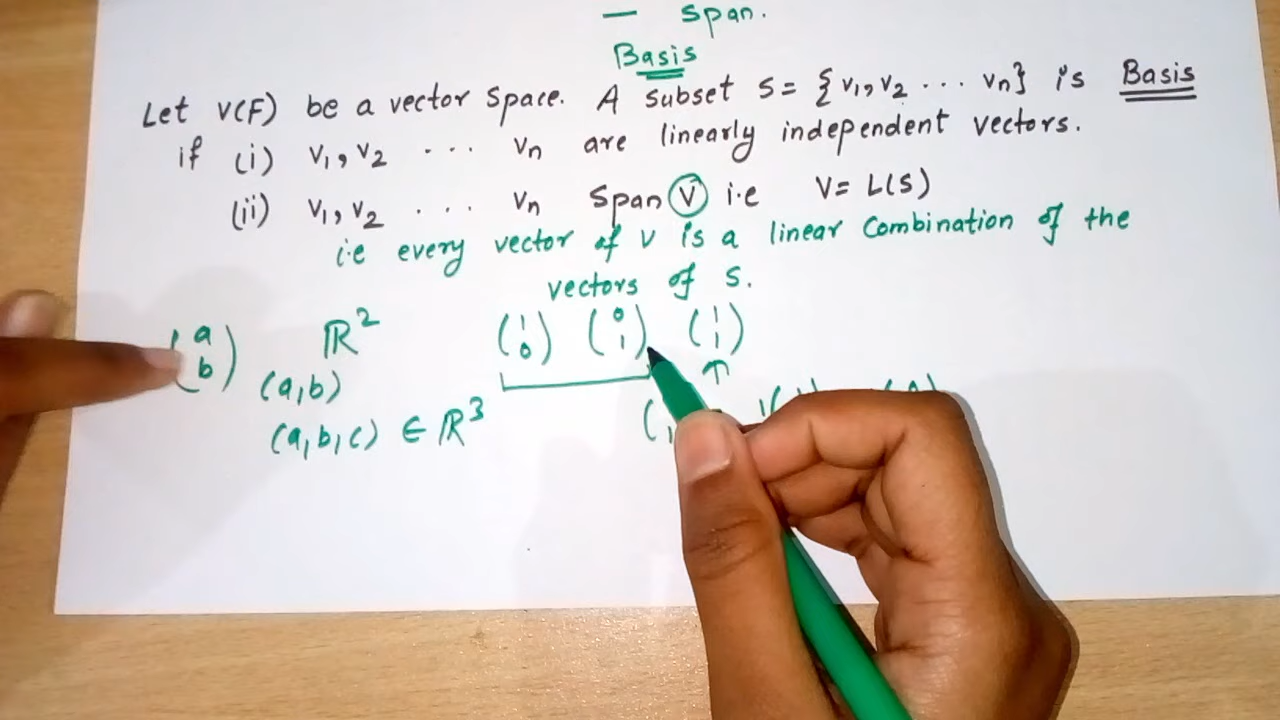 — Span.
Basis
Let V(F) be a vector space. A subset S = {v₁, v₂ ... vₙ} is Basis
if (i) v₁, v₂ ... vₙ are linearly independent vectors.
(ii) v₁, v₂ ... vₙ Span V i.e V = L(S)
i.e every vector of V is a linear combination of the
vectors of S.
(a b) ℝ² (1 0) (0 1) (1 1)
(a,b) ↑
(a,b,c) ∈ ℝ³